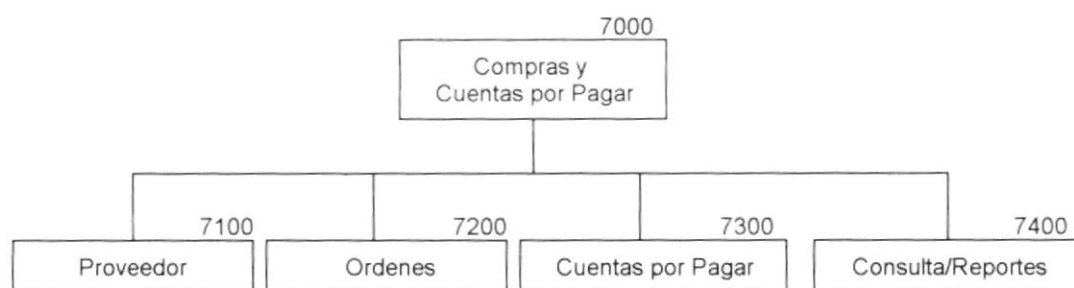 7000
Compras y
Cuentas por Pagar
7100
7200
7300
7400
Proveedor
Ordenes
Cuentas por Pagar
Consulta/Reportes